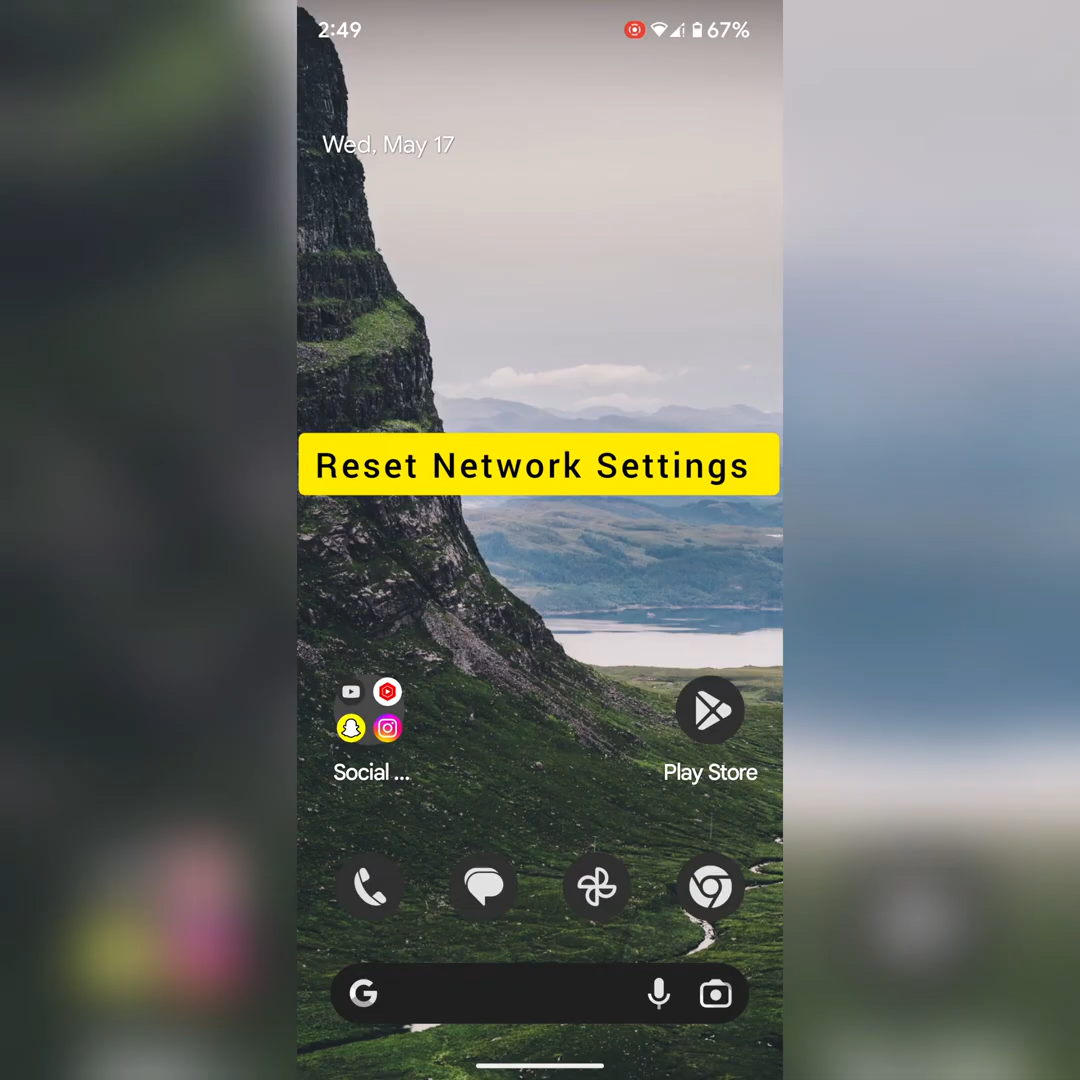 2:49
67%
Wed, May 17
Reset Network Settings
Social ...
Play Store
G